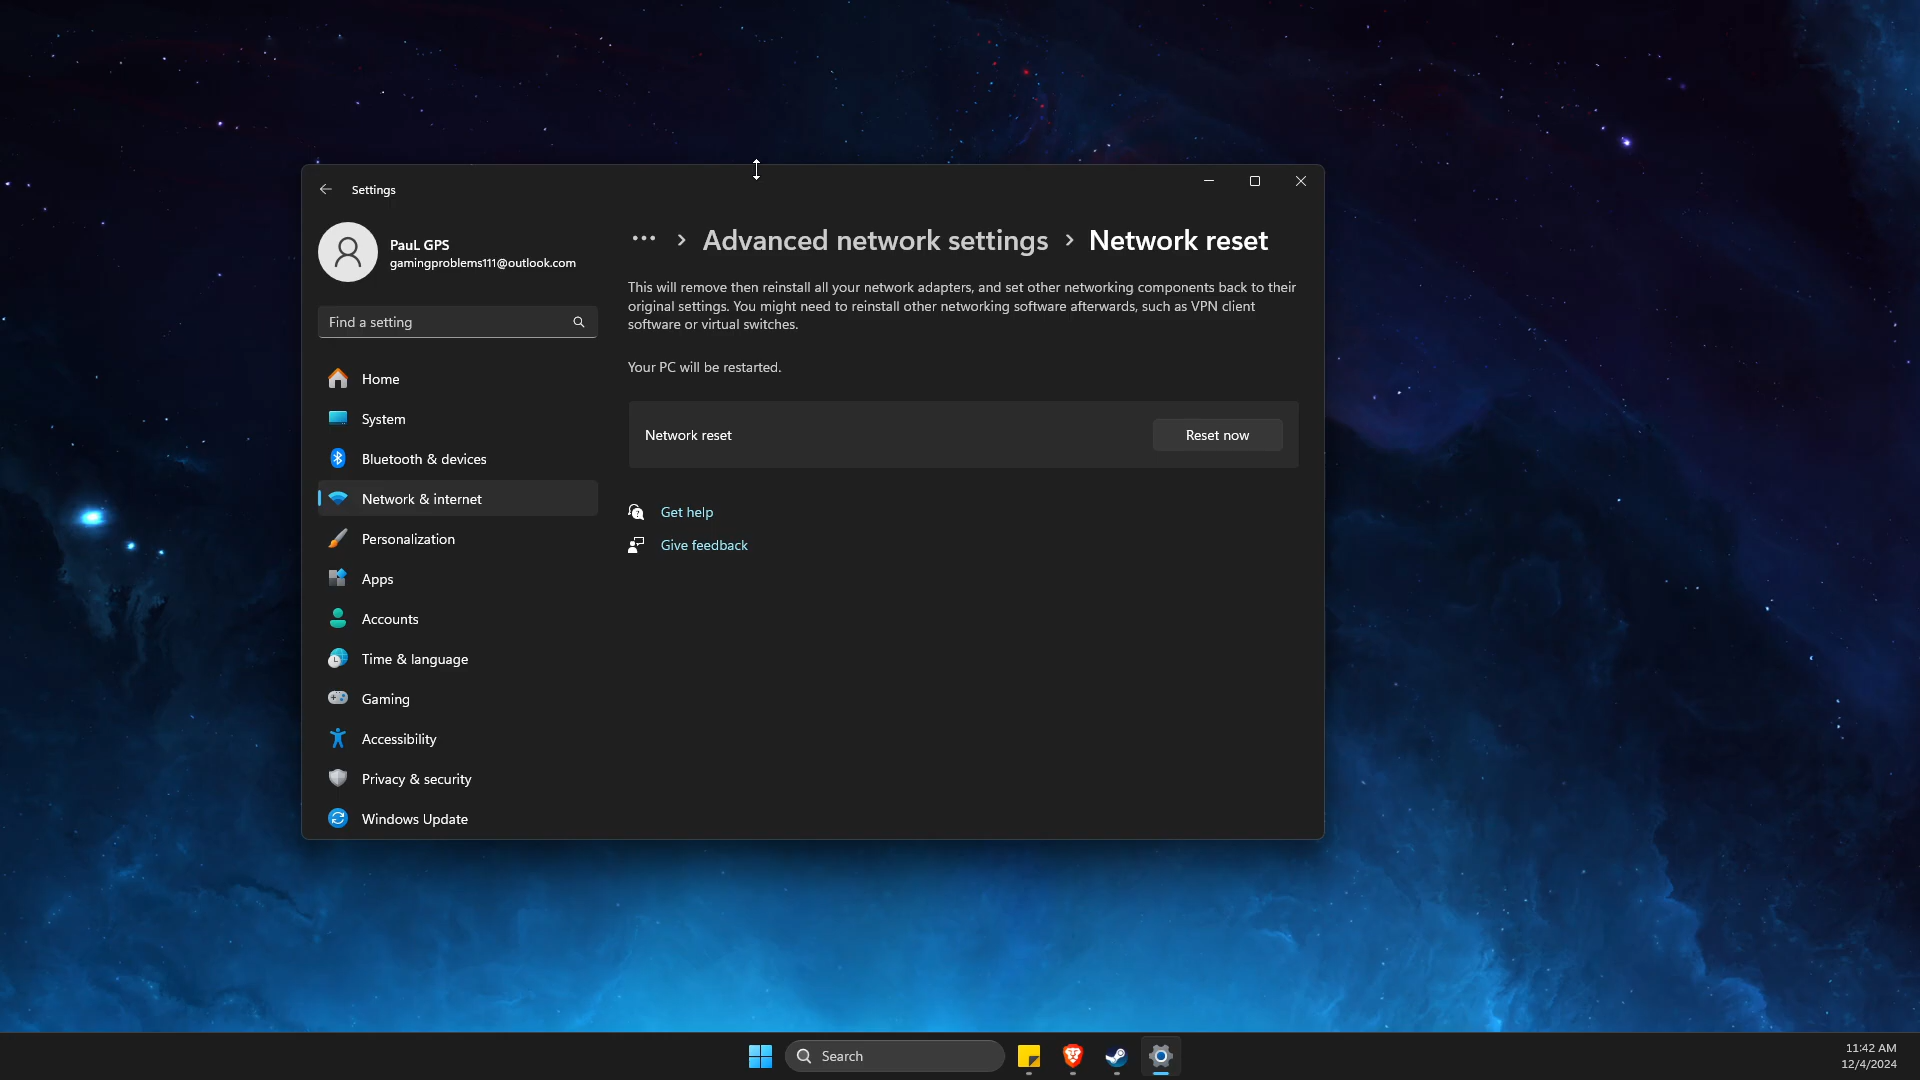 Settings
PauL GPS
gamingproblems111@outlook.com
Find a setting
Home
System
Bluetooth & devices
Network & internet
Personalization
Apps
Accounts
Time & language
Gaming
Accessibility
Privacy & security
Windows Update
… > Advanced network settings > Network reset
This will remove then reinstall all your network adapters, and set other networking components back to their
original settings. You might need to reinstall other networking software afterwards, such as VPN client
software or virtual switches.
Your PC will be restarted.
Network reset
Reset now
Get help
Give feedback
Search
11:42 AM
12/4/2024